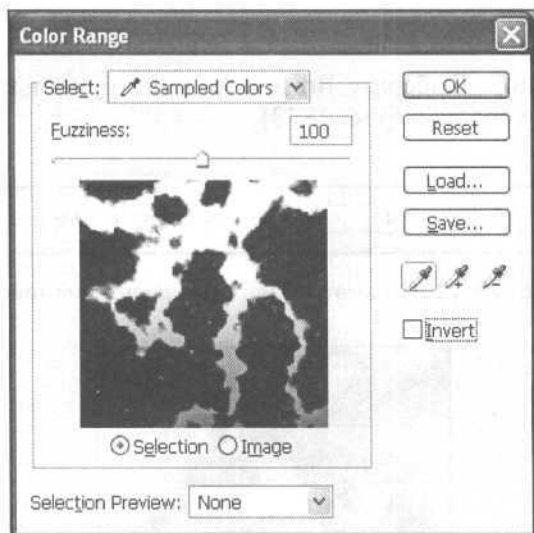 Color Range
Select: Sampled Colors
OK
Fuzziness: 100
Reset
Load...
Save...
Invert
Selection Image
Selection Preview: None